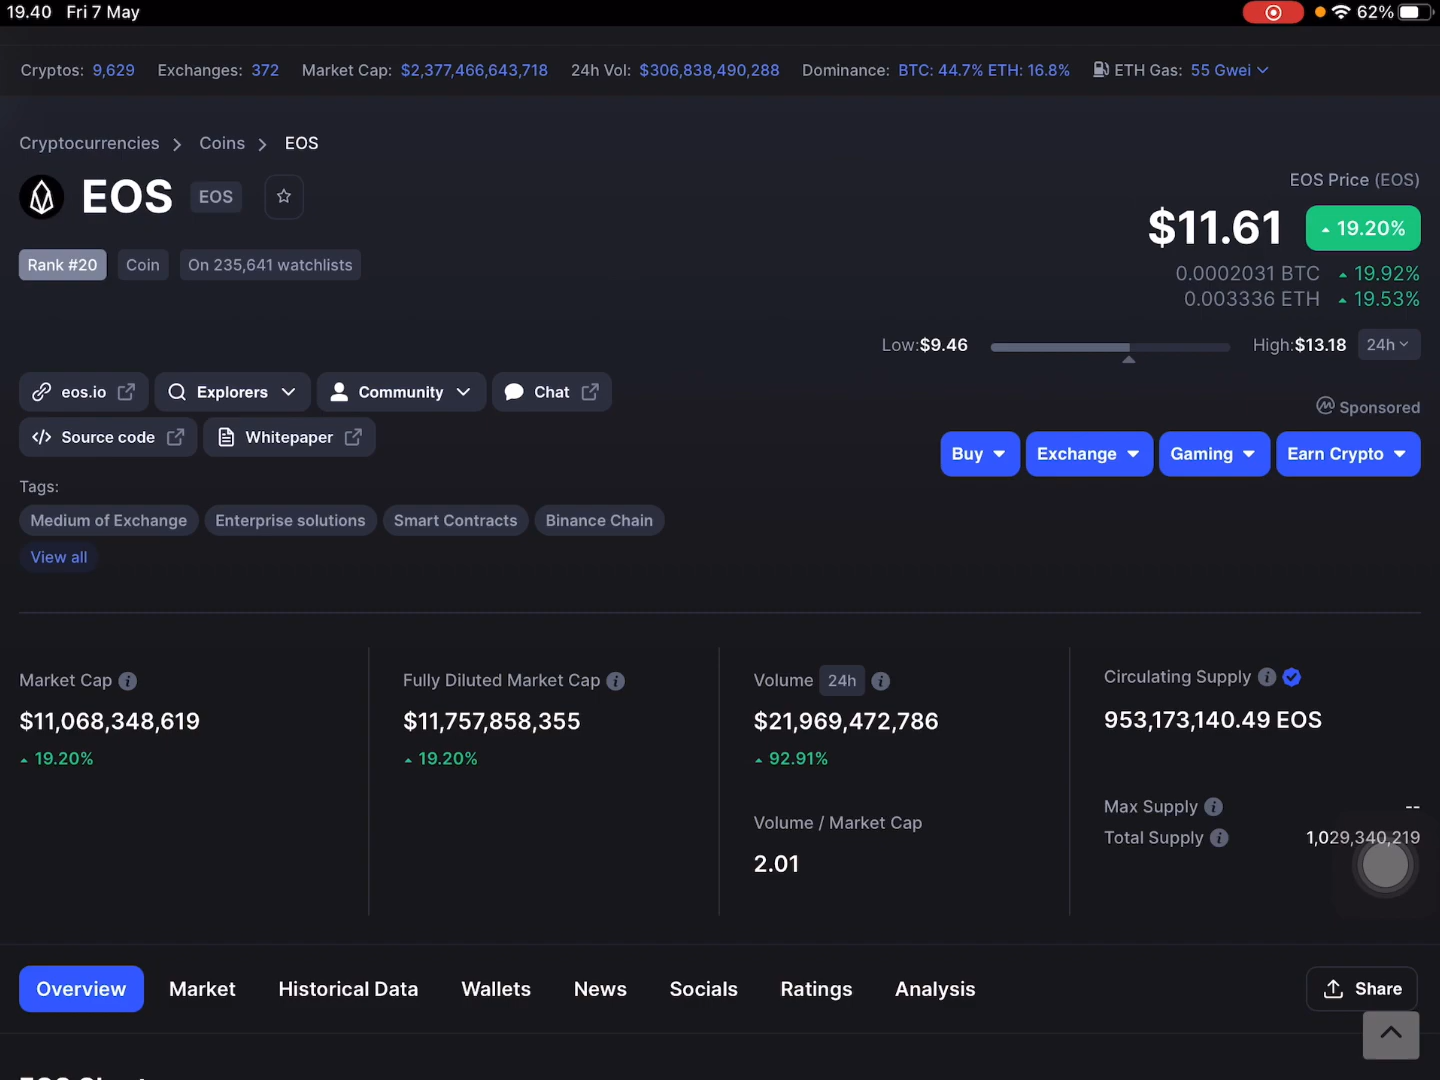 19.40 Fri 7 May
62%
Cryptos: 9,629 Exchanges: 372 Market Cap: $2,377,466,643,718 24h Vol: $306,838,490,288 Dominance: BTC: 44.7% ETH: 16.8% ETH Gas: 55 Gwei
Cryptocurrencies Coins EOS
EOS EOS
Rank #20 Coin On 235,641 watchlists
EOS Price (EOS)
$11.61 19.20%
0.0002031 BTC 19.92%
0.003336 ETH 19.53%
Low:$9.46 High:$13.18 24h
eos.io Explorers Community Chat
Source code Whitepaper
Sponsored
Buy Exchange Gaming Earn Crypto
Tags:
Medium of Exchange Enterprise solutions Smart Contracts Binance Chain
View all
Market Cap
$11,068,348,619
19.20%
Fully Diluted Market Cap
$11,757,858,355
19.20%
Volume 24h
$21,969,472,786
92.91%
Volume / Market Cap
2.01
Circulating Supply
953,173,140.49 EOS
Max Supply --
Total Supply 1,029,340,219
Overview Market Historical Data Wallets News Socials Ratings Analysis Share